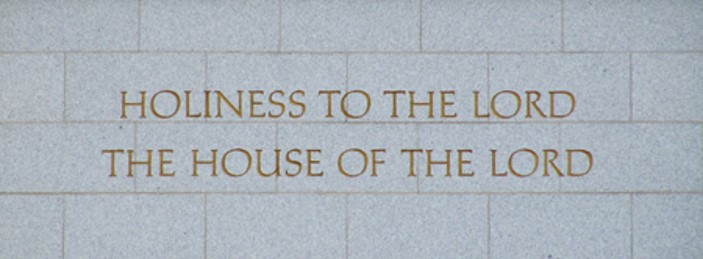 HOLINESS TO THE LORD
THE HOUSE OF THE LORD